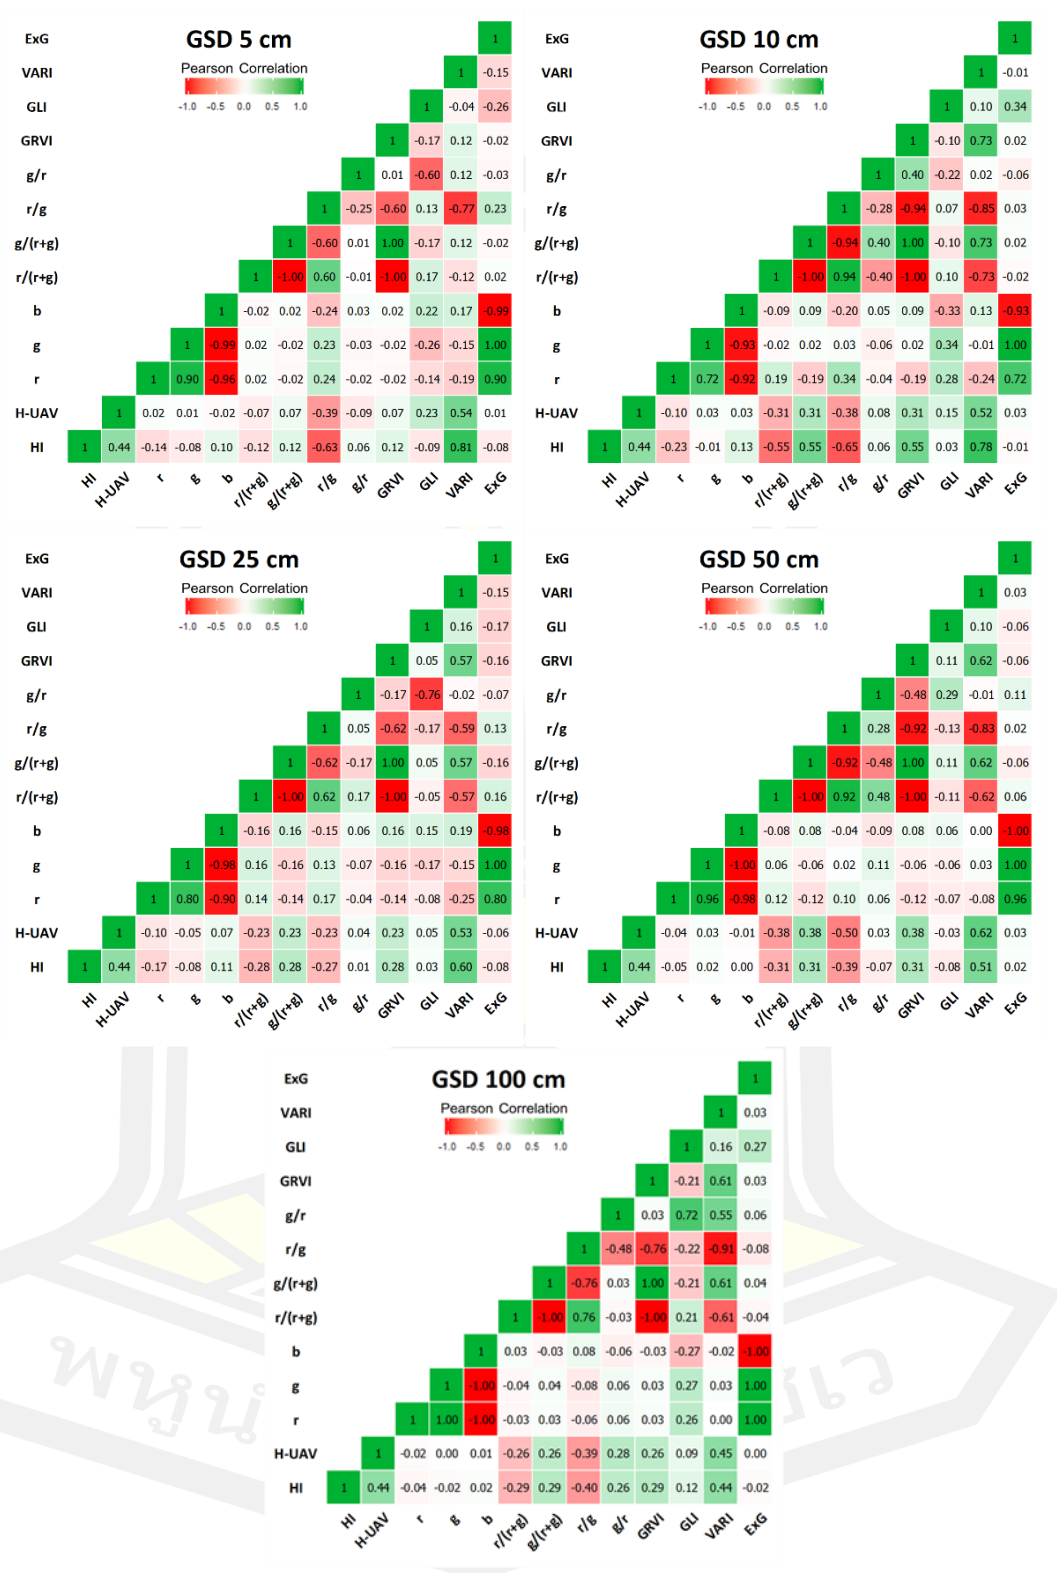 GSD 5 cm
Pearson Correlation
-1.0 -0.5 0.0 0.5 1.0
ExG 1
VARI 1 -0.15
GLI 1 -0.04 -0.26
GRVI 1 -0.17 0.12 -0.02
g/r 1 0.01 -0.60 0.12 -0.03
r/g 1 -0.25 -0.60 0.13 -0.77 0.23
g/(r+g) 1 -0.60 0.01 1.00 -0.17 0.12 -0.02
r/(r+g) 1 -1.00 0.60 -0.01 -1.00 0.17 -0.12 0.02
b 1 -0.02 0.02 -0.24 0.03 0.02 0.22 0.17 -0.99
g 1 -0.99 0.02 -0.02 0.23 -0.03 -0.02 -0.26 -0.15 1.00
r 1 0.90 -0.96 0.02 -0.02 0.24 -0.02 -0.02 -0.14 -0.19 0.90
H-UAV 1 0.02 0.01 -0.02 -0.07 0.07 -0.39 -0.09 0.07 0.23 0.54 0.01
HI 1 0.44 -0.14 -0.08 0.10 -0.12 0.12 -0.63 0.06 0.12 -0.09 0.81 -0.08
HI H-UAV r g b r/(r+g) g/(r+g) r/g g/r GRVI GLI VARI ExG
GSD 10 cm
Pearson Correlation
-1.0 -0.5 0.0 0.5 1.0
ExG 1
VARI 1 -0.01
GLI 1 0.10 0.34
GRVI 1 -0.10 0.73 0.02
g/r 1 0.40 -0.22 0.02 -0.06
r/g 1 -0.28 -0.94 0.07 -0.85 0.03
g/(r+g) 1 -0.94 0.40 1.00 -0.10 0.73 0.02
r/(r+g) 1 -1.00 0.94 -0.40 -1.00 0.10 -0.73 -0.02
b 1 -0.09 0.09 -0.20 0.05 0.09 -0.33 0.13 -0.93
g 1 -0.93 -0.02 0.02 0.03 -0.06 0.02 0.34 -0.01 1.00
r 1 0.72 -0.92 0.19 -0.19 0.34 -0.04 -0.19 0.28 -0.24 0.72
H-UAV 1 -0.10 0.03 0.03 -0.31 0.31 -0.38 0.08 0.31 0.15 0.52 0.03
HI 1 0.44 -0.23 -0.01 0.13 -0.55 0.55 -0.65 0.06 0.55 0.03 0.78 -0.01
HI H-UAV r g b r/(r+g) g/(r+g) r/g g/r GRVI GLI VARI ExG
GSD 25 cm
Pearson Correlation
-1.0 -0.5 0.0 0.5 1.0
ExG 1
VARI 1 -0.15
GLI 1 0.16 -0.17
GRVI 1 0.05 0.57 -0.16
g/r 1 -0.17 -0.76 -0.02 -0.07
r/g 1 0.05 -0.62 -0.17 -0.59 0.13
g/(r+g) 1 -0.62 -0.17 1.00 0.05 0.57 -0.16
r/(r+g) 1 -1.00 0.62 0.17 -1.00 -0.05 -0.57 0.16
b 1 -0.16 0.16 -0.15 0.06 0.16 0.15 0.19 -0.98
g 1 -0.98 0.16 -0.16 0.13 -0.07 -0.16 -0.17 -0.15 1.00
r 1 0.80 -0.90 0.14 -0.14 0.17 -0.04 -0.14 -0.08 -0.25 0.80
H-UAV 1 -0.10 -0.05 0.07 -0.23 0.23 -0.23 0.04 0.23 0.05 0.53 -0.06
HI 1 0.44 -0.17 -0.08 0.11 -0.28 0.28 -0.27 0.01 0.28 0.03 0.60 -0.08
HI H-UAV r g b r/(r+g) g/(r+g) r/g g/r GRVI GLI VARI ExG
GSD 50 cm
Pearson Correlation
-1.0 -0.5 0.0 0.5 1.0
ExG 1
VARI 1 0.03
GLI 1 0.10 -0.06
GRVI 1 0.11 0.62 -0.06
g/r 1 -0.48 0.29 -0.01 0.11
r/g 1 0.28 -0.92 -0.13 -0.83 0.02
g/(r+g) 1 -0.92 -0.48 1.00 0.11 0.62 -0.06
r/(r+g) 1 -1.00 0.92 0.48 -1.00 -0.11 -0.62 0.06
b 1 -0.08 0.08 -0.04 -0.09 0.08 0.06 0.00 -1.00
g 1 -1.00 0.06 -0.06 0.02 0.11 -0.06 -0.06 0.03 1.00
r 1 0.96 -0.98 0.12 -0.12 0.10 0.06 -0.12 -0.07 -0.08 0.96
H-UAV 1 -0.04 0.03 -0.01 -0.38 0.38 -0.50 0.03 0.38 -0.03 0.62 0.03
HI 1 0.44 -0.05 0.02 0.00 -0.31 0.31 -0.39 -0.07 0.31 -0.08 0.51 0.02
HI H-UAV r g b r/(r+g) g/(r+g) r/g g/r GRVI GLI VARI ExG
GSD 100 cm
Pearson Correlation
-1.0 -0.5 0.0 0.5 1.0
ExG 1
VARI 1 0.03
GLI 1 0.16 0.27
GRVI 1 -0.21 0.61 0.03
g/r 1 0.03 0.72 0.55 0.06
r/g 1 -0.48 -0.76 -0.22 -0.91 -0.08
g/(r+g) 1 -0.76 0.03 1.00 -0.21 0.61 0.04
r/(r+g) 1 -1.00 0.76 -0.03 -1.00 0.21 -0.61 -0.04
b 1 0.03 -0.03 0.08 -0.06 -0.03 -0.27 -0.02 -1.00
g 1 -1.00 -0.04 0.04 -0.08 0.06 0.03 0.27 0.03 1.00
r 1 1.00 -1.00 -0.03 0.03 -0.06 0.06 0.03 0.26 0.00 1.00
H-UAV 1 -0.02 0.00 0.01 -0.26 0.26 -0.39 0.28 0.26 0.09 0.45 0.00
HI 1 0.44 -0.04 -0.02 0.02 -0.29 0.29 -0.40 0.26 0.29 0.12 0.44 -0.02
HI H-UAV r g b r/(r+g) g/(r+g) r/g g/r GRVI GLI VARI ExG